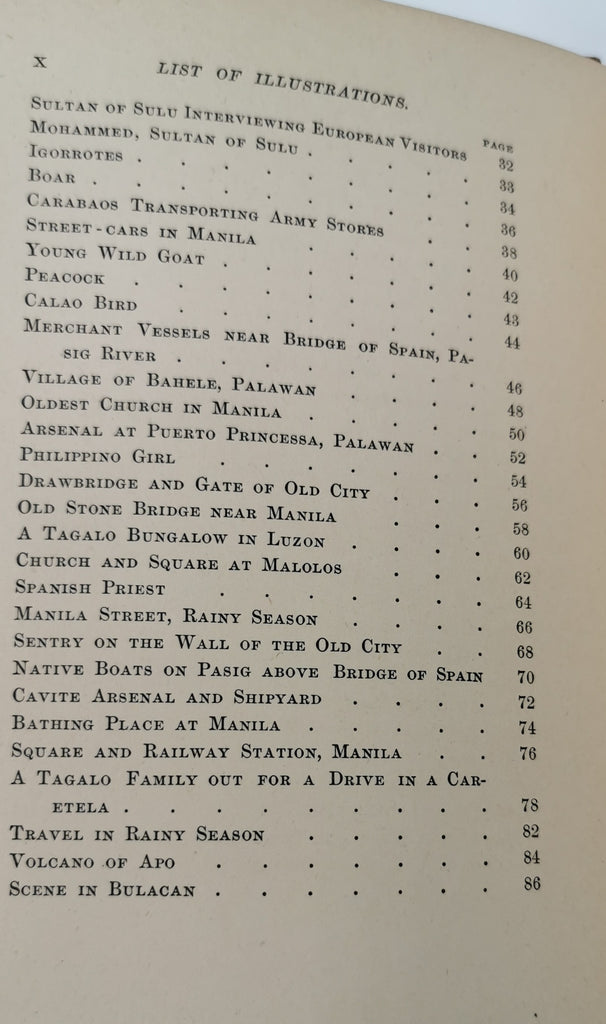 x LIST OF ILLUSTRATIONS.
PAGE
SULTAN OF SULU INTERVIEWING EUROPEAN VISITORS 32
MOHAMMED, SULTAN OF SULU . . . . . 33
IGORROTES . . . . . . . . 34
BOAR . . . . . . . . . 36
CARABAOS TRANSPORTING ARMY STORES . . 38
STREET-CARS IN MANILA . . . . . 40
YOUNG WILD GOAT . . . . . . 42
PEACOCK . . . . . . . . 43
CALAO BIRD . . . . . . . 44
MERCHANT VESSELS NEAR BRIDGE OF SPAIN, PA-
SIG RIVER . . . . . . . 46
VILLAGE OF BAHELE, PALAWAN . . . . 48
OLDEST CHURCH IN MANILA . . . . . 50
ARSENAL AT PUERTO PRINCESSA, PALAWAN . . 52
PHILIPPINO GIRL . . . . . . . 54
DRAWBRIDGE AND GATE OF OLD CITY . . . 56
OLD STONE BRIDGE NEAR MANILA . . . 58
A TAGALO BUNGALOW IN LUZON . . . . 60
CHURCH AND SQUARE AT MALOLOS . . . 62
SPANISH PRIEST . . . . . . . 64
MANILA STREET, RAINY SEASON . . . . 66
SENTRY ON THE WALL OF THE OLD CITY . . 68
NATIVE BOATS ON PASIG ABOVE BRIDGE OF SPAIN 70
CAVITE ARSENAL AND SHIPYARD . . . . 72
BATHING PLACE AT MANILA . . . . . 74
SQUARE AND RAILWAY STATION, MANILA . . 76
A TAGALO FAMILY OUT FOR A DRIVE IN A CAR-
ETELA . . . . . . . . . 78
TRAVEL IN RAINY SEASON . . . . . 82
VOLCANO OF APO . . . . . . . 84
SCENE IN BULACAN . . . . . . . 86